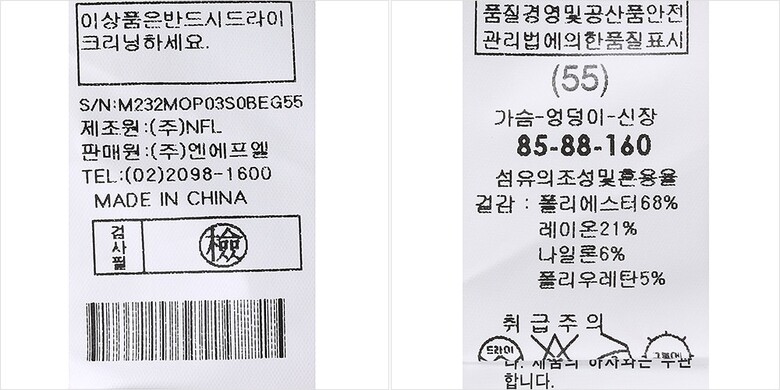 이상품은반드시드라이
크리닝하세요.
S/N:M232MOP03S0BEG55
제조원:(주)NFL
판매원:(주)엔에프엘
TEL:(02)2098-1600
MADE IN CHINA
검사필
檢
품질경영및공산품안전
관리법에의한품질표시
(55)
가슴-엉덩이-신장
85-88-160
섬유의조성및혼용율
겉감 : 폴리에스터68%
레이온21%
나일론6%
폴리우레탄5%
취급주의
드라이
합니다.